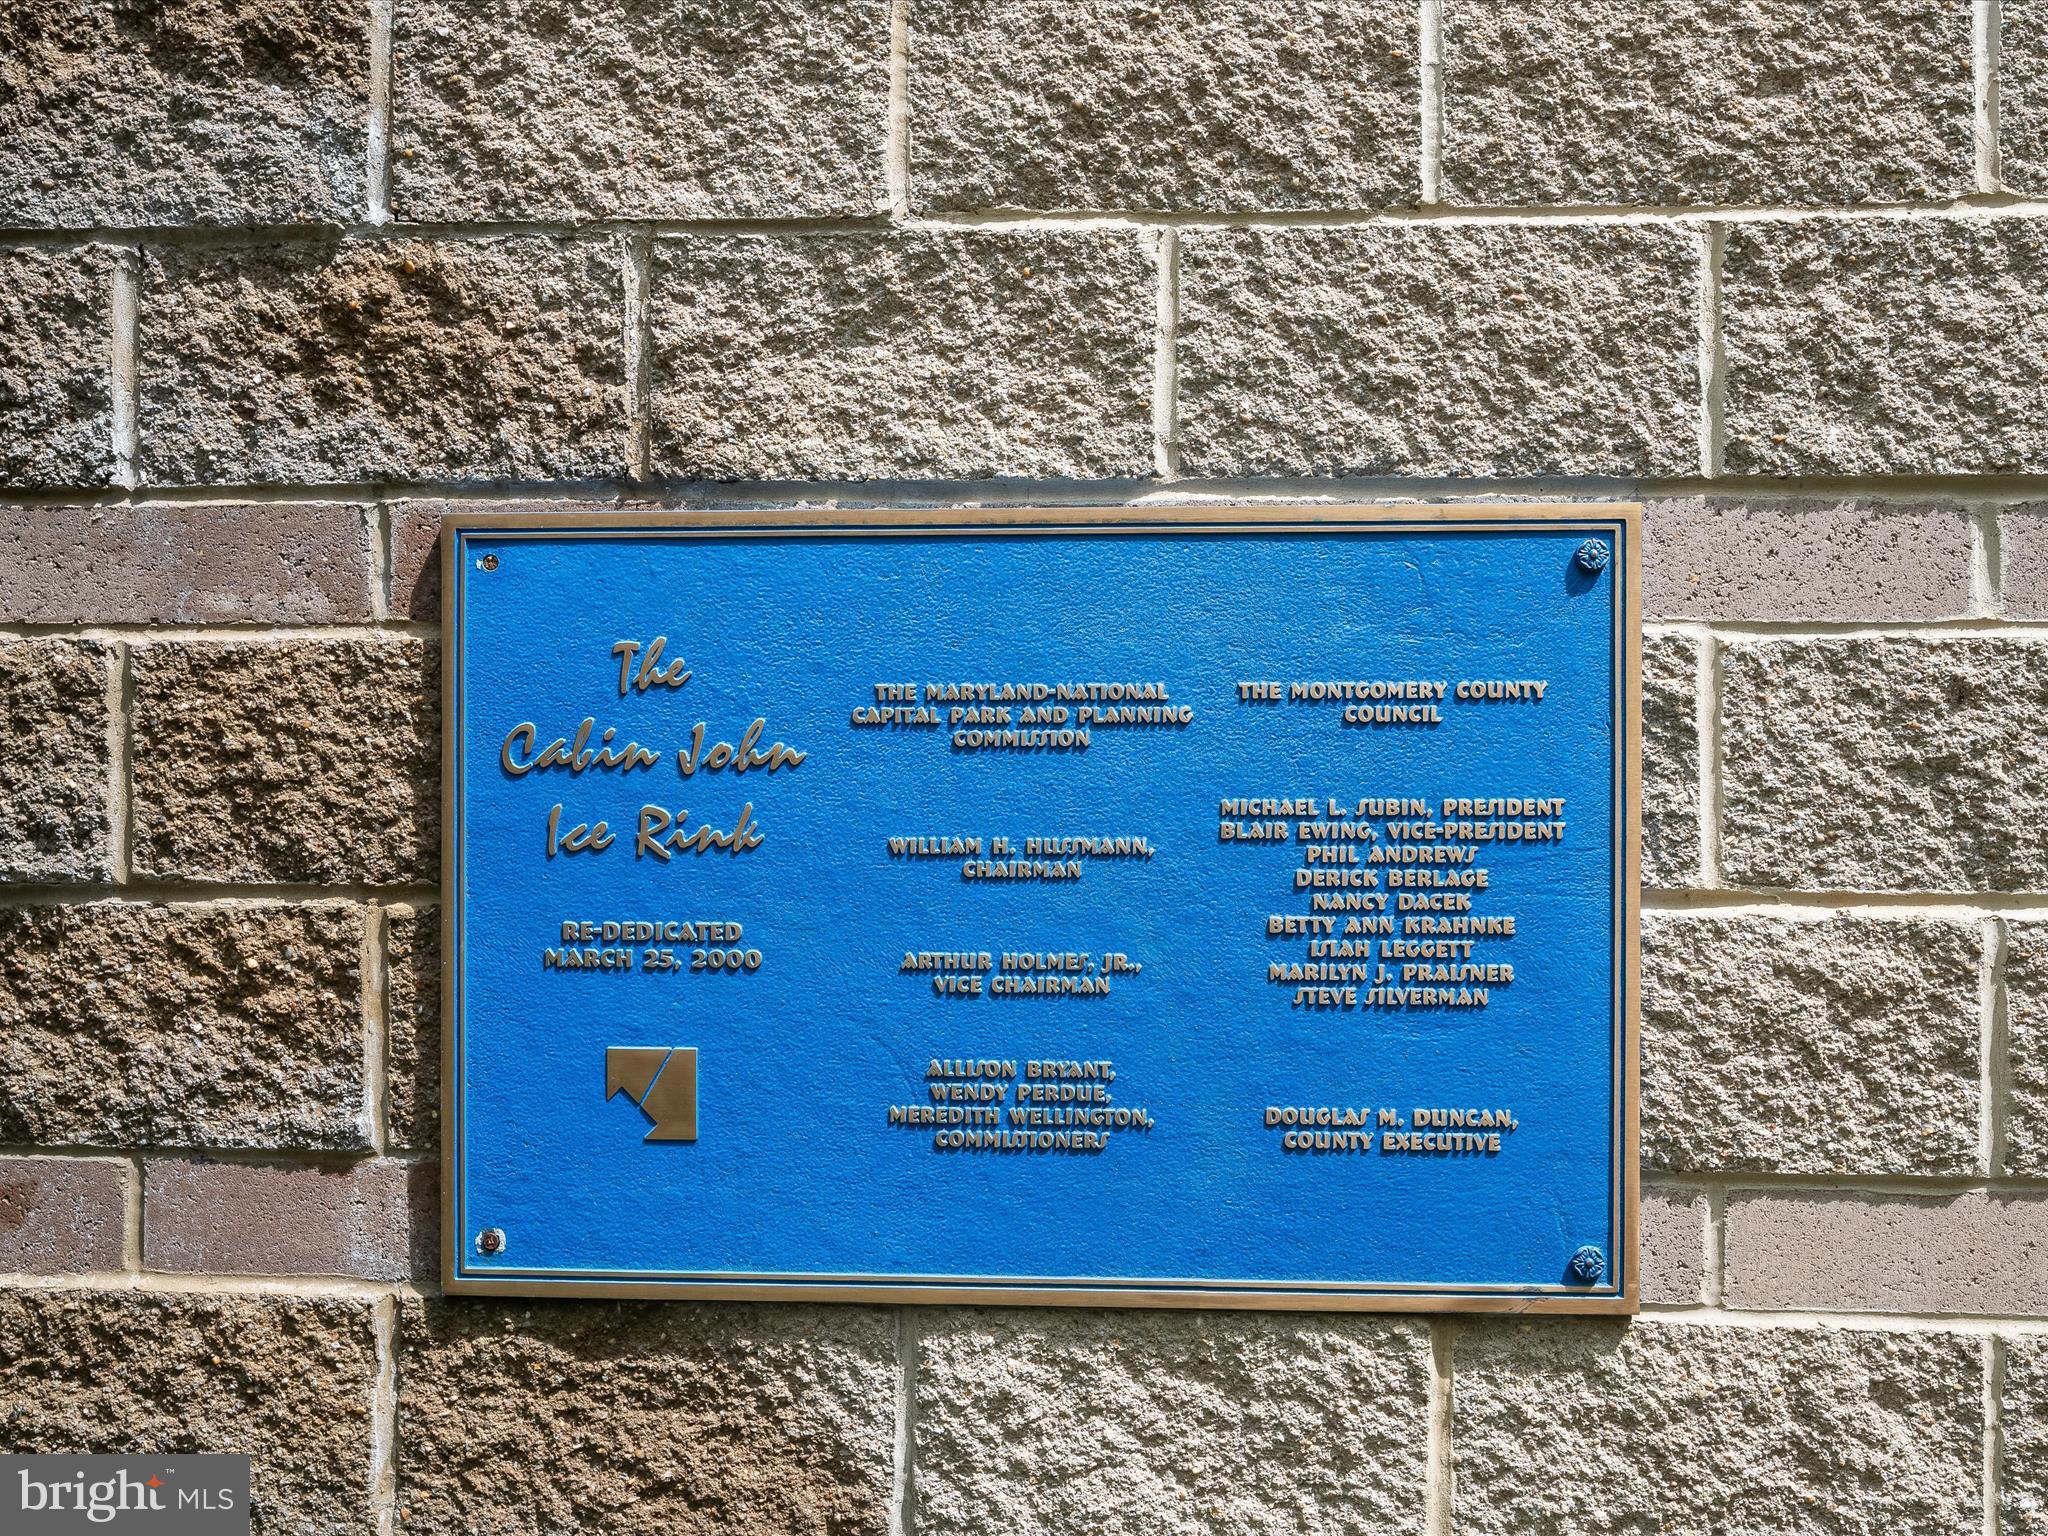 The
Cabin John
Ice Rink
RE-DEDICATED
MARCH 25, 2000
THE MARYLAND-NATIONAL
CAPITAL PARK AND PLANNING
COMMISSION
WILLIAM H. HUSSMANN,
CHAIRMAN
ARTHUR HOLMES, JR.,
VICE CHAIRMAN
ALLISON BRYANT,
WENDY PERDUE,
MEREDITH WELLINGTON,
COMMISSIONERS
THE MONTGOMERY COUNTY
COUNCIL
MICHAEL L. SUBIN, PRESIDENT
BLAIR EWING, VICE-PRESIDENT
PHIL ANDREWS
DERICK BERLAGE
NANCY DACEK
BETTY ANN KRAHNKE
ISIAH LEGGETT
MARILYN J. PRAISNER
STEVE SILVERMAN
DOUGLAS M. DUNCAN,
COUNTY EXECUTIVE
bright™ MLS